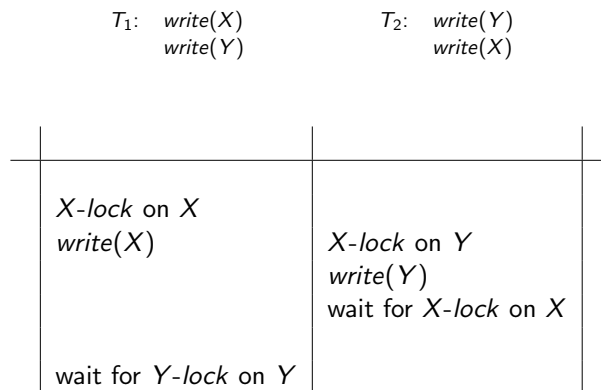 T₁: write(X) T₂: write(Y)
write(Y) write(X)
X-lock on X
write(X) X-lock on Y
write(Y)
wait for X-lock on X
wait for Y-lock on Y